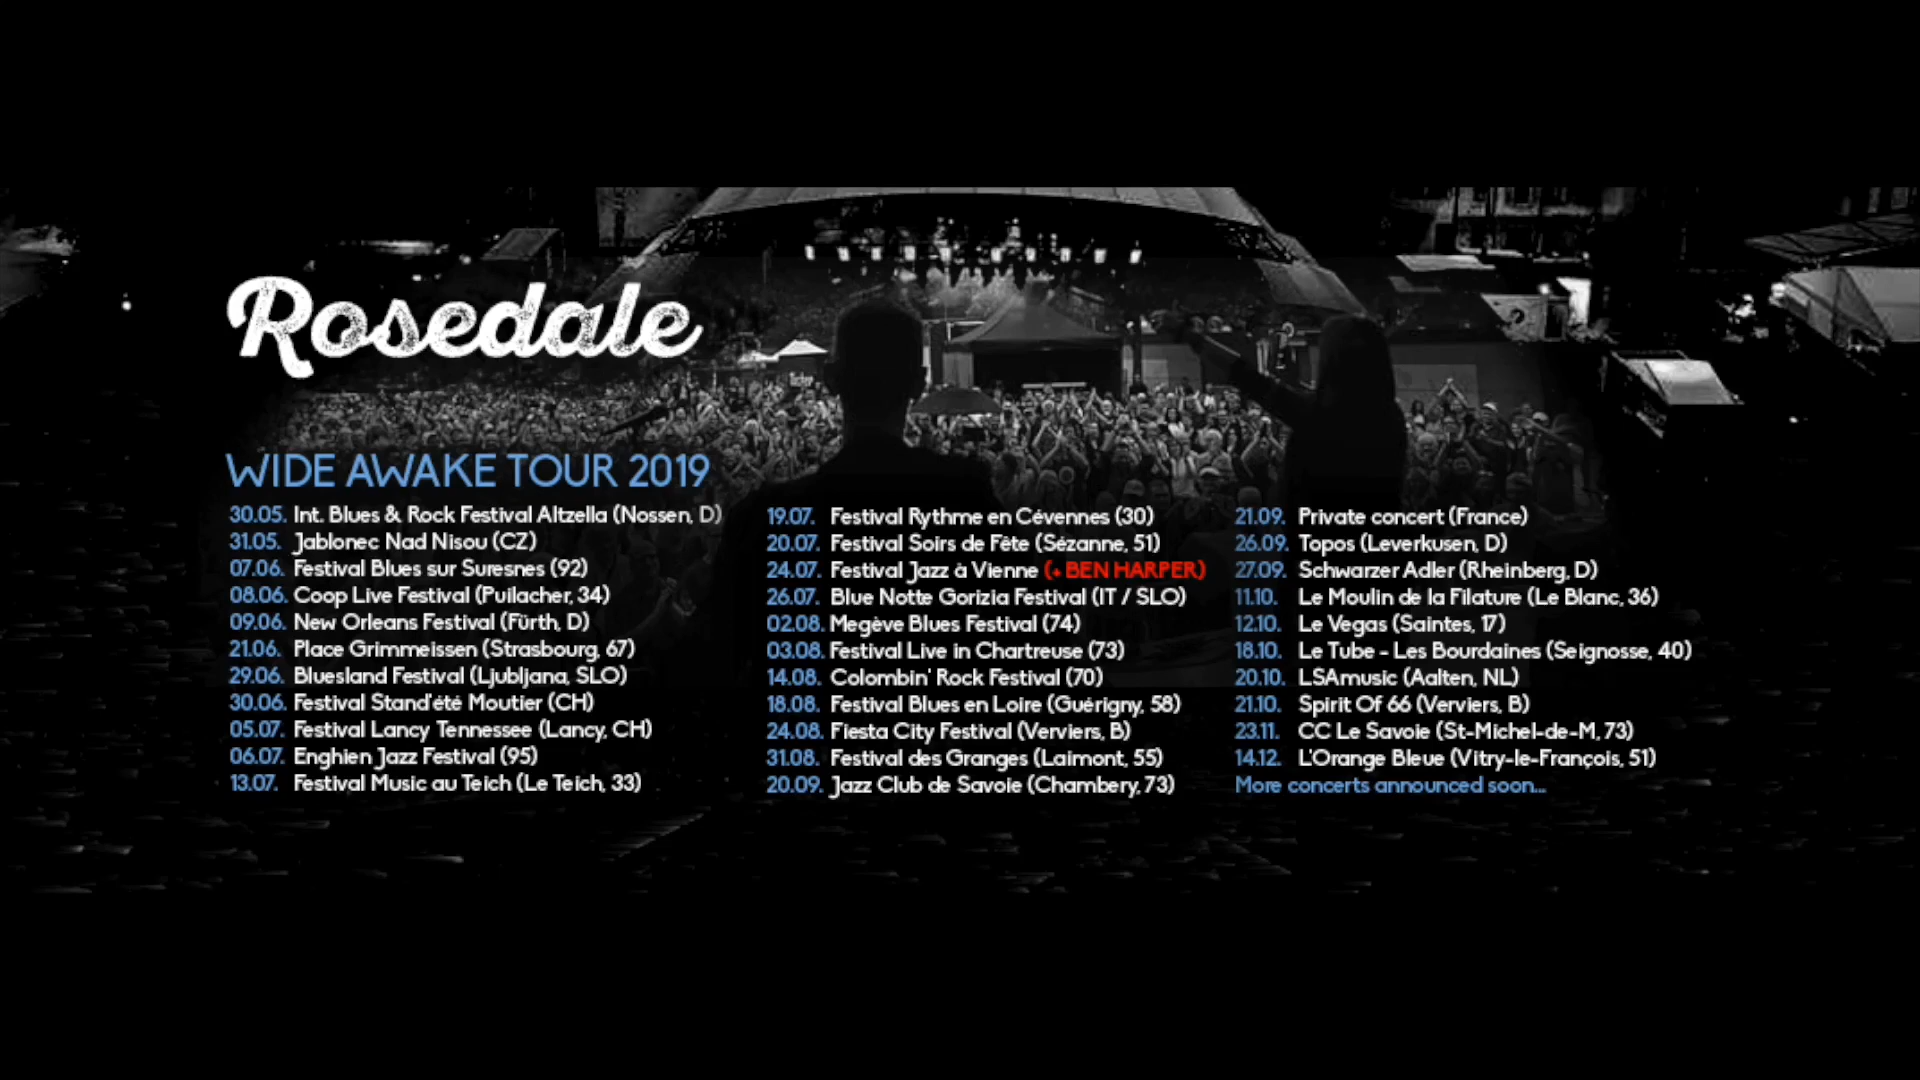 Rosedale
WIDE AWAKE TOUR 2019
30.05. Int. Blues & Rock Festival Altzella (Nossen, D)
31.05. Jablonec Nad Nisou (CZ)
07.06. Festival Blues sur Suresnes (92)
08.06. Coop Live Festival (Puilacher, 34)
09.06. New Orleans Festival (Fürth, D)
21.06. Place Grimmeissen (Strasbourg, 67)
29.06. Bluesland Festival (Ljubljana, SLO)
30.06. Festival Stand'été Moutier (CH)
05.07. Festival Lancy Tennessee (Lancy, CH)
06.07. Enghien Jazz Festival (95)
13.07. Festival Music au Teich (Le Teich, 33)
19.07. Festival Rythme en Cévennes (30)
20.07. Festival Soirs de Fête (Sézanne, 51)
24.07. Festival Jazz à Vienne (+ BEN HARPER)
26.07. Blue Notte Gorizia Festival (IT / SLO)
02.08. Megève Blues Festival (74)
03.08. Festival Live in Chartreuse (73)
14.08. Colombin' Rock Festival (70)
18.08. Festival Blues en Loire (Guérigny, 58)
24.08. Fiesta City Festival (Verviers, B)
31.08. Festival des Granges (Laimont, 55)
20.09. Jazz Club de Savoie (Chambery, 73)
21.09. Private concert (France)
26.09. Topos (Leverkusen, D)
27.09. Schwarzer Adler (Rheinberg, D)
11.10. Le Moulin de la Filature (Le Blanc, 36)
12.10. Le Vegas (Saintes, 17)
18.10. Le Tube - Les Bourdaines (Seignosse, 40)
20.10. LSAmusic (Aalten, NL)
21.10. Spirit Of 66 (Verviers, B)
23.11. CC Le Savoie (St-Michel-de-M, 73)
14.12. L'Orange Bleue (Vitry-le-François, 51)
More concerts announced soon...